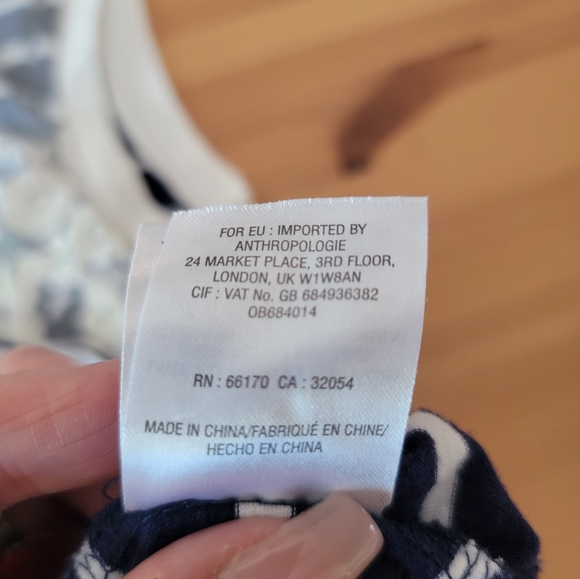 FOR EU : IMPORTED BY
ANTHROPOLOGIE
24 MARKET PLACE, 3RD FLOOR,
LONDON, UK W1W8AN
CIF : VAT No. GB 684936382
OB684014
RN : 66170 CA : 32054
MADE IN CHINA/FABRIQUÉ EN CHINE/
HECHO EN CHINA